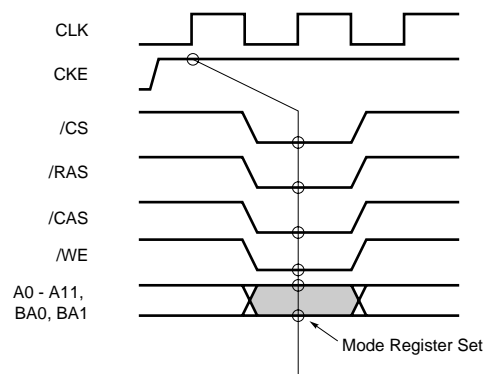 CLK
CKE
/CS
/RAS
/CAS
/WE
A0 - A11,
BA0, BA1
Mode Register Set